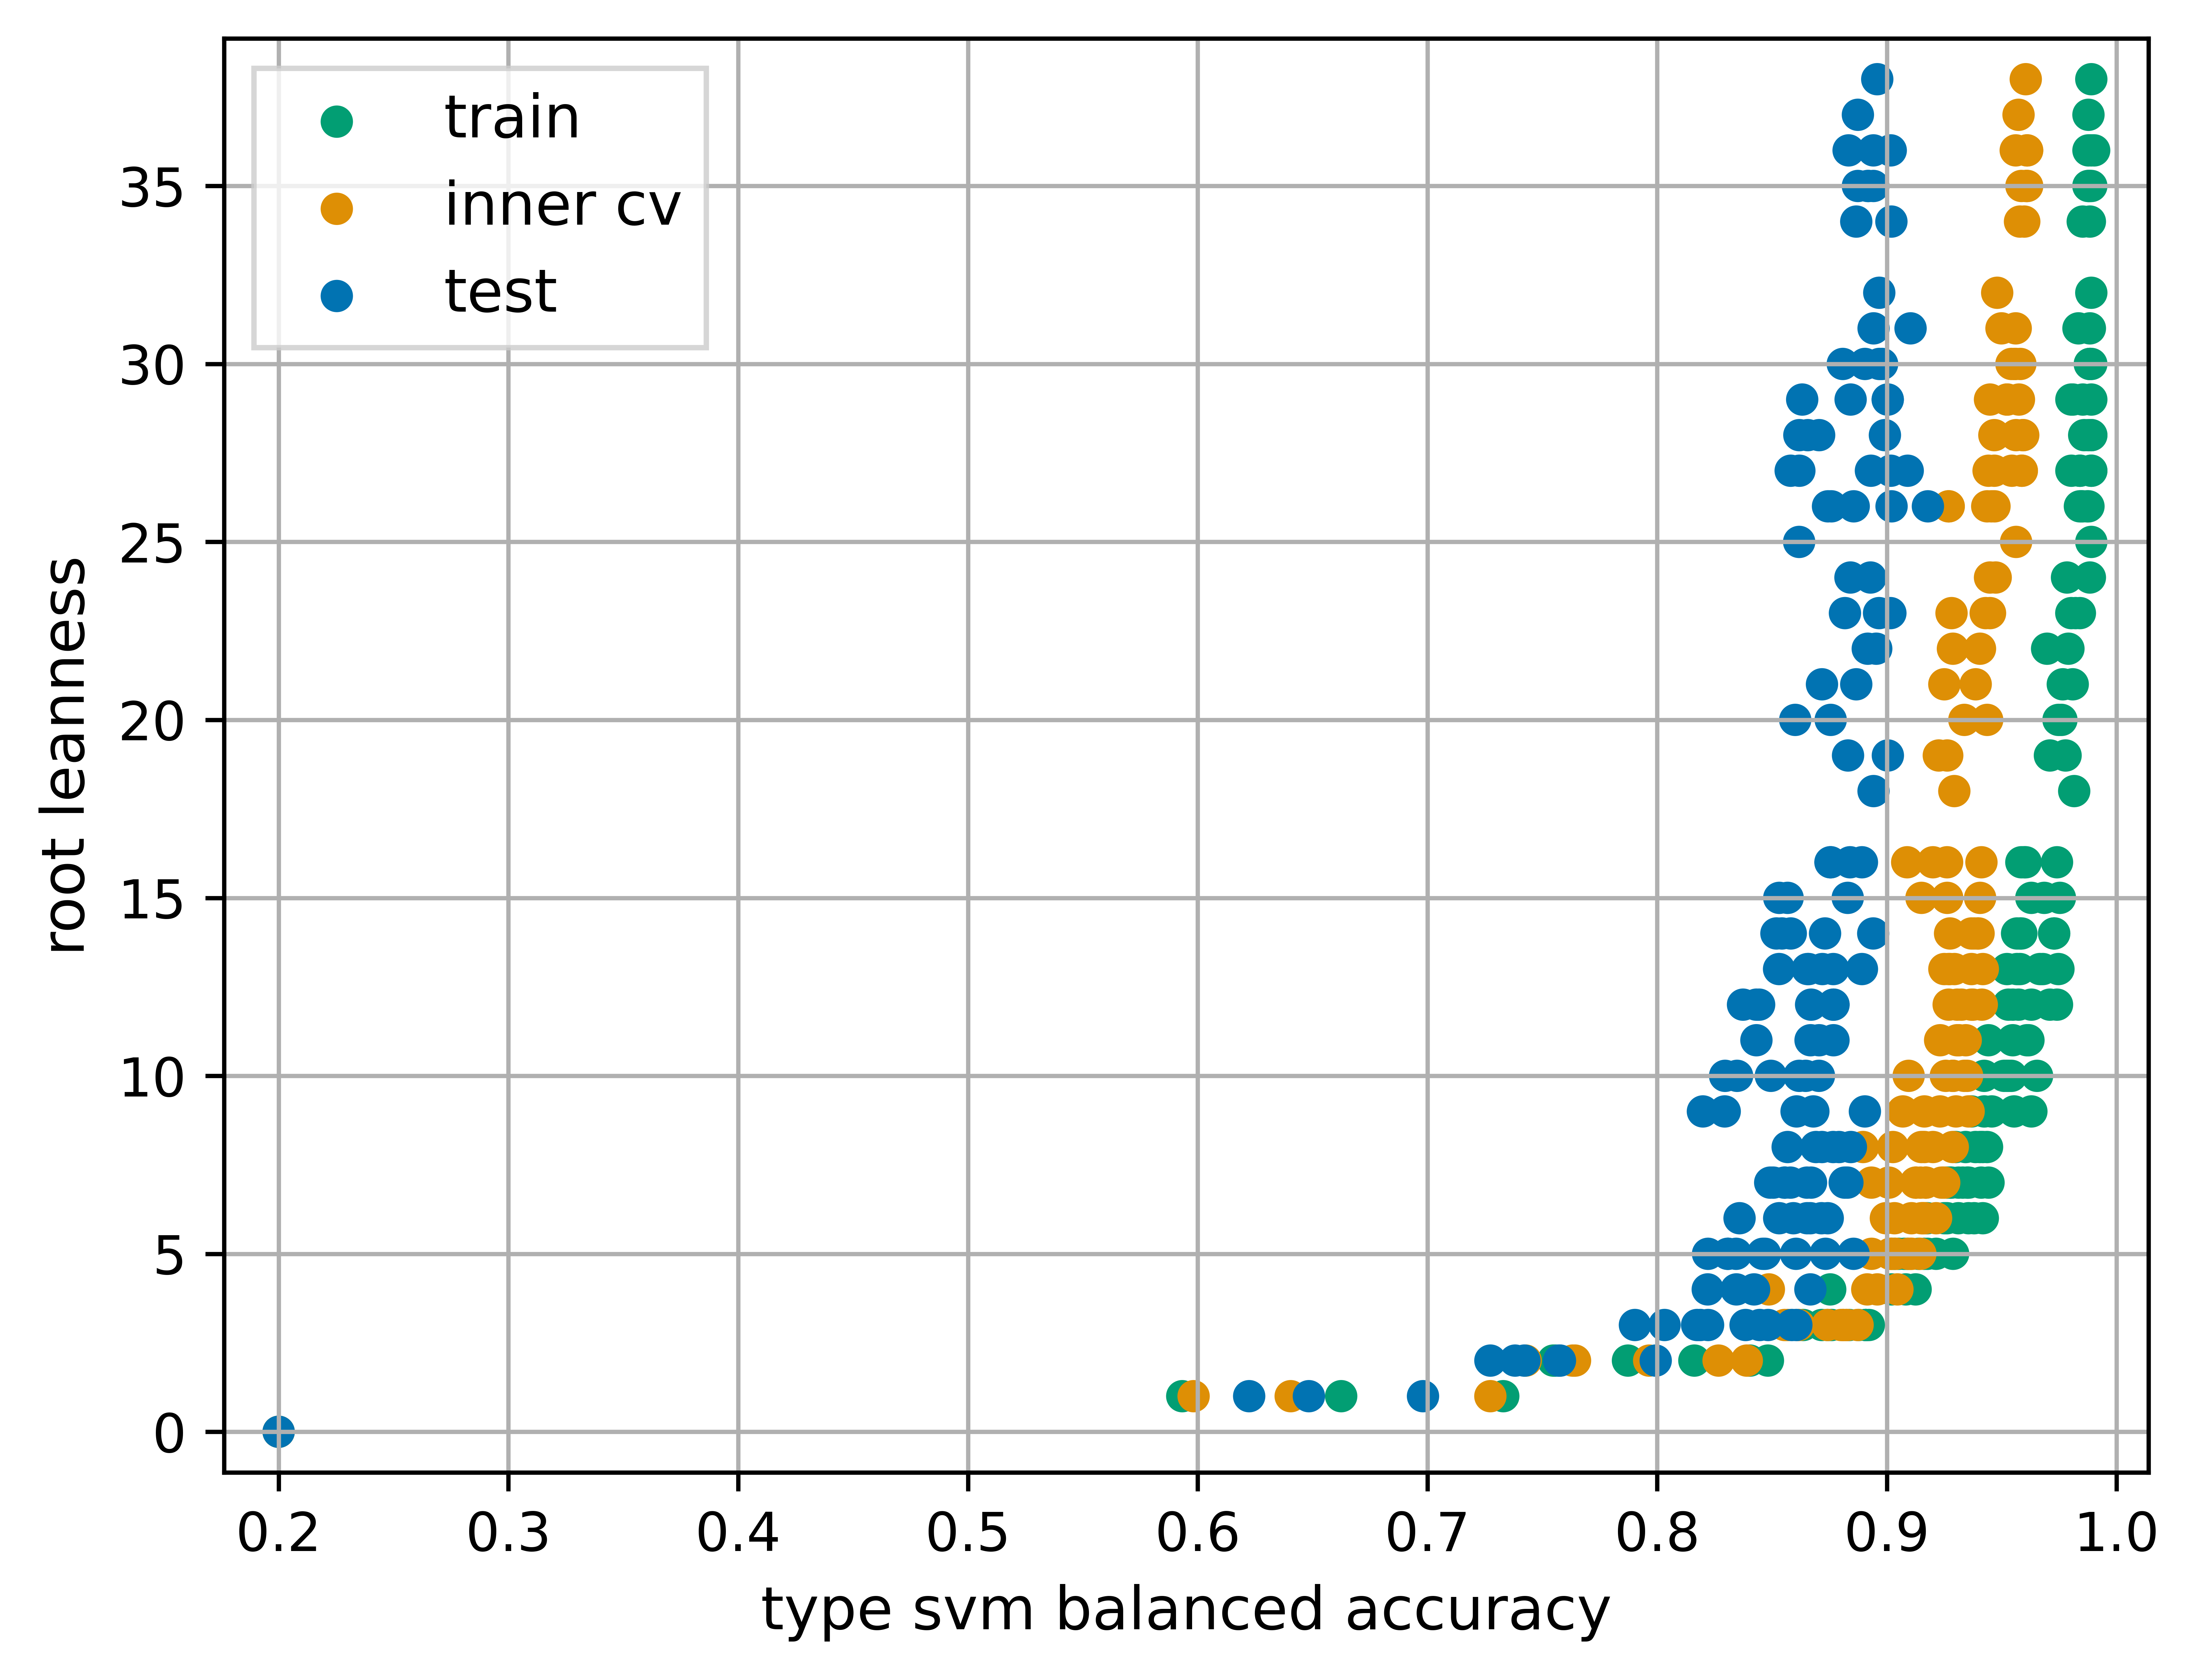 train
inner cv
test
35
30
25
20
15
10
5
0
root leanness
0.2 0.3 0.4 0.5 0.6 0.7 0.8 0.9 1.0
type svm balanced accuracy